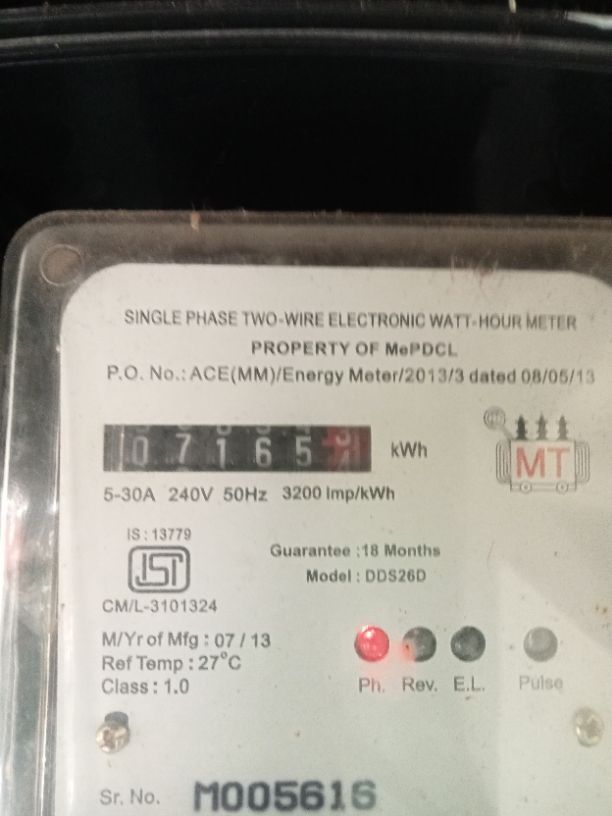 SINGLE PHASE TWO-WIRE ELECTRONIC WATT-HOUR METER
PROPERTY OF MePDCL
P.O. No.: ACE(MM)/Energy Meter/2013/3 dated 08/05/13
07165 kWh
MT
5-30A 240V 50Hz 3200 Imp/kWh
IS : 13779
ISI
CM/L-3101324
Guarantee :18 Months
Model : DDS26D
M/Yr of Mfg : 07 / 13
Ref Temp : 27°C
Class : 1.0
Ph. Rev. E.L. Pulse
Sr. No. M005616